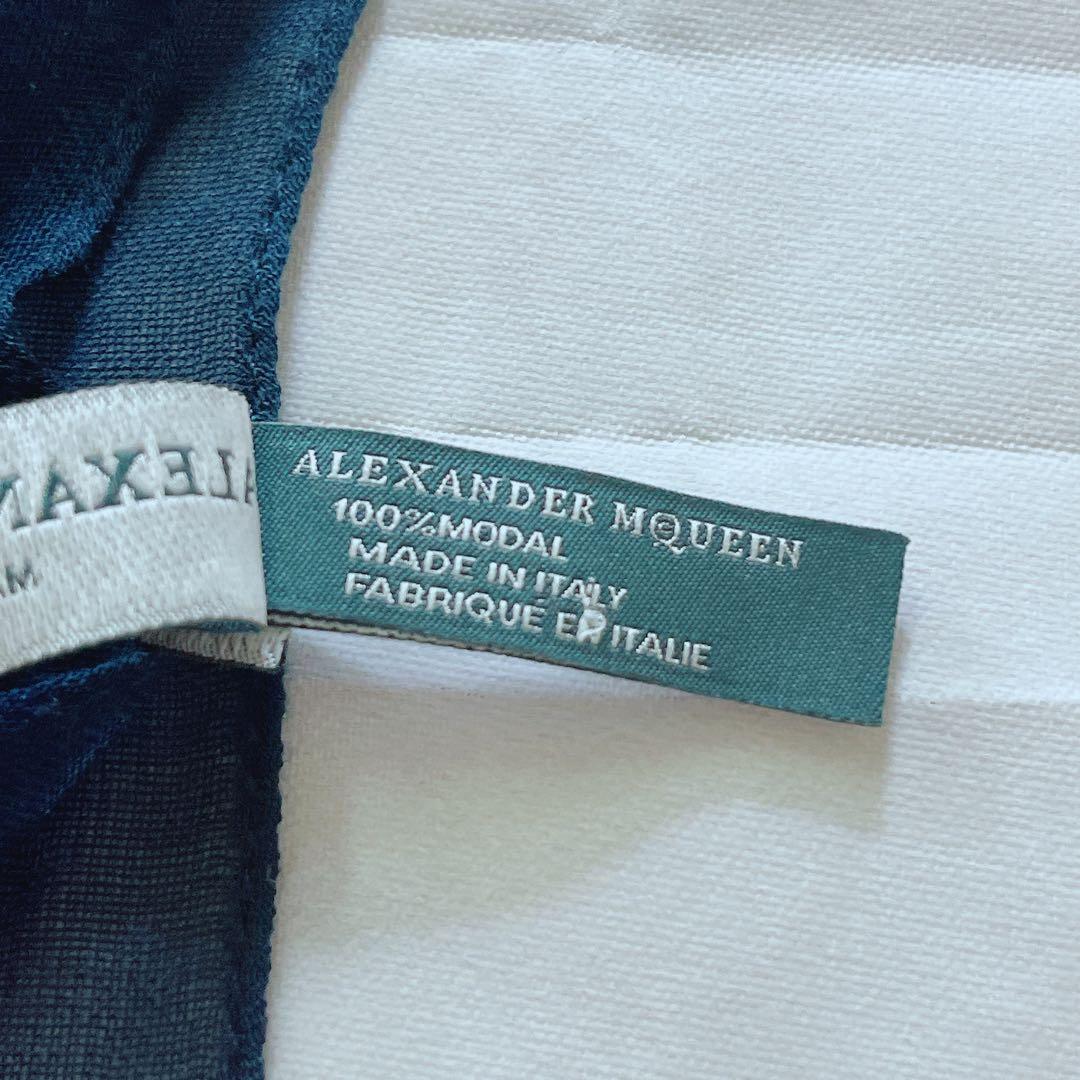 ALEXANDER McQUEEN
100%MODAL
MADE IN ITALY
FABRIQUE EN ITALIE